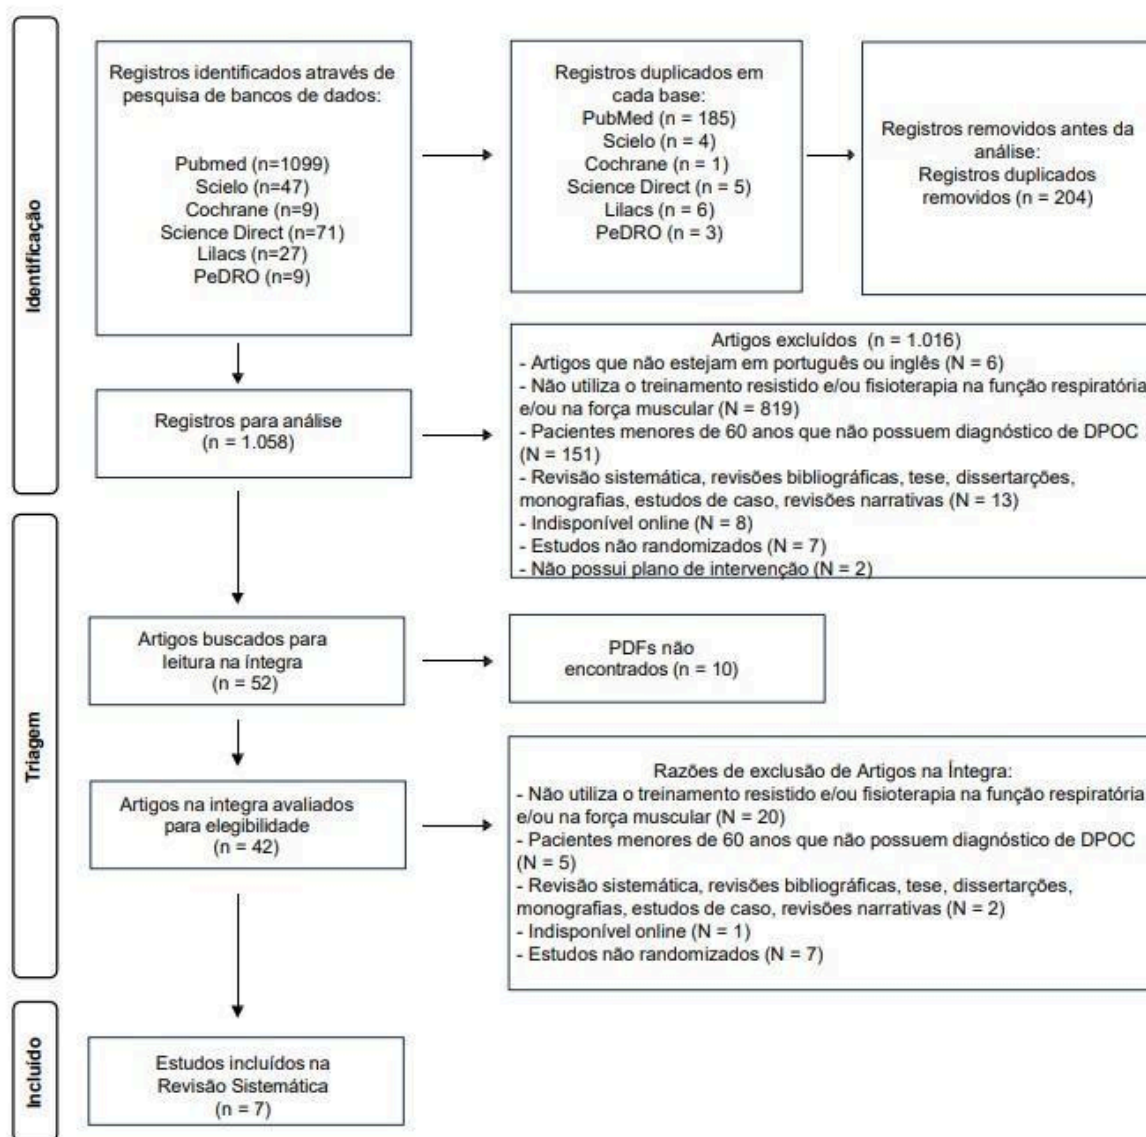 Identificação
Registros identificados através de
pesquisa de bancos de dados:
Pubmed (n=1099)
Scielo (n=47)
Cochrane (n=9)
Science Direct (n=71)
Lilacs (n=27)
PeDRO (n=9)
Registros duplicados em
cada base:
PubMed (n = 185)
Scielo (n = 4)
Cochrane (n = 1)
Science Direct (n = 5)
Lilacs (n = 6)
PeDRO (n = 3)
Registros removidos antes da
análise:
Registros duplicados
removidos (n = 204)
Registros para análise
(n = 1.058)
Artigos excluídos (n = 1.016)
- Artigos que não estejam em português ou inglês (N = 6)
- Não utiliza o treinamento resistido e/ou fisioterapia na função respiratória
e/ou na força muscular (N = 819)
- Pacientes menores de 60 anos que não possuem diagnóstico de DPOC
(N = 151)
- Revisão sistemática, revisões bibliográficas, tese, dissertarções,
monografias, estudos de caso, revisões narrativas (N = 13)
- Indisponível online (N = 8)
- Estudos não randomizados (N = 7)
- Não possui plano de intervenção (N = 2)
Triagem
Artigos buscados para
leitura na íntegra
(n = 52)
PDFs não
encontrados (n = 10)
Artigos na integra avaliados
para elegibilidade
(n = 42)
Razões de exclusão de Artigos na Íntegra:
- Não utiliza o treinamento resistido e/ou fisioterapia na função respiratória
e/ou na força muscular (N = 20)
- Pacientes menores de 60 anos que não possuem diagnóstico de DPOC
(N = 5)
- Revisão sistemática, revisões bibliográficas, tese, dissertarções,
monografias, estudos de caso, revisões narrativas (N = 2)
- Indisponível online (N = 1)
- Estudos não randomizados (N = 7)
Incluído
Estudos incluídos na
Revisão Sistemática
(n = 7)